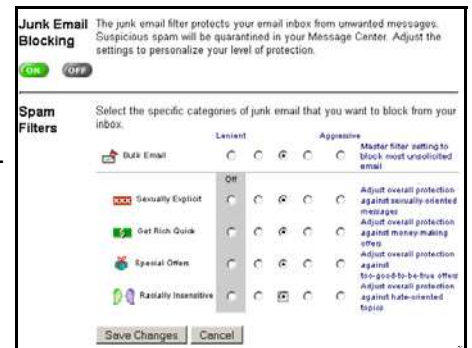 Junk Email Blocking
The junk email filter protects your email inbox from unwanted messages.
Suspicious spam will be quarantined in your Message Center. Adjust the
settings to personalize your level of protection.
ON OFF
Spam Filters
Select the specific categories of junk email that you want to block from your
inbox.
Lenient Aggressive
Bulk Email
Master filter setting to
block most unsolicited
email
Off
XXX Sexually Explicit
Adjust overall protection
against sexually-oriented
messages
$ Get Rich Quick
Adjust overall protection
against money-making
offers
Special Offers
Adjust overall protection
against
too-good-to-be-true offers
Racially Insensitive
Adjust overall protection
against hate-oriented
topics
Save Changes Cancel